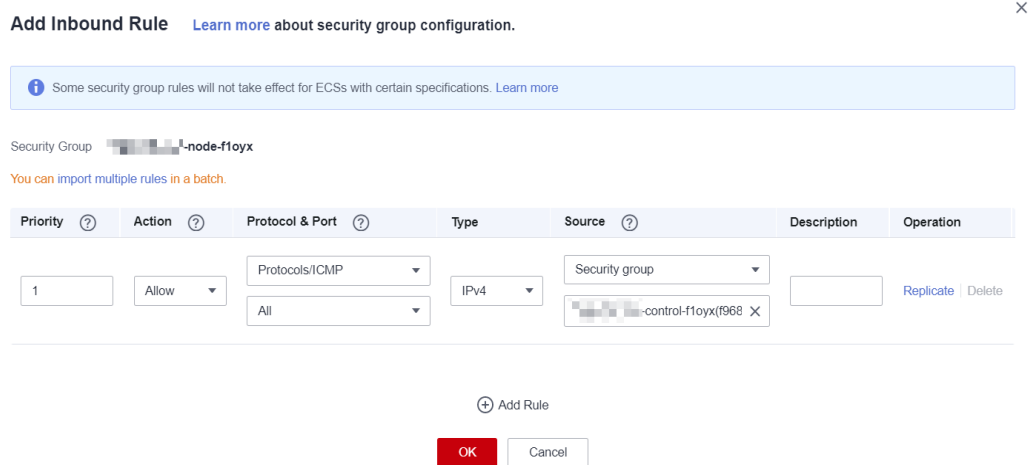 Add Inbound Rule Learn more about security group configuration.
Some security group rules will not take effect for ECSs with certain specifications. Learn more
Security Group -node-f1oyx
You can import multiple rules in a batch.
Priority Action Protocol & Port Type Source Description Operation
Protocols/ICMP Security group
1 Allow IPv4 Replicate Delete
All -control-f1oyx(f968
Add Rule
OK Cancel